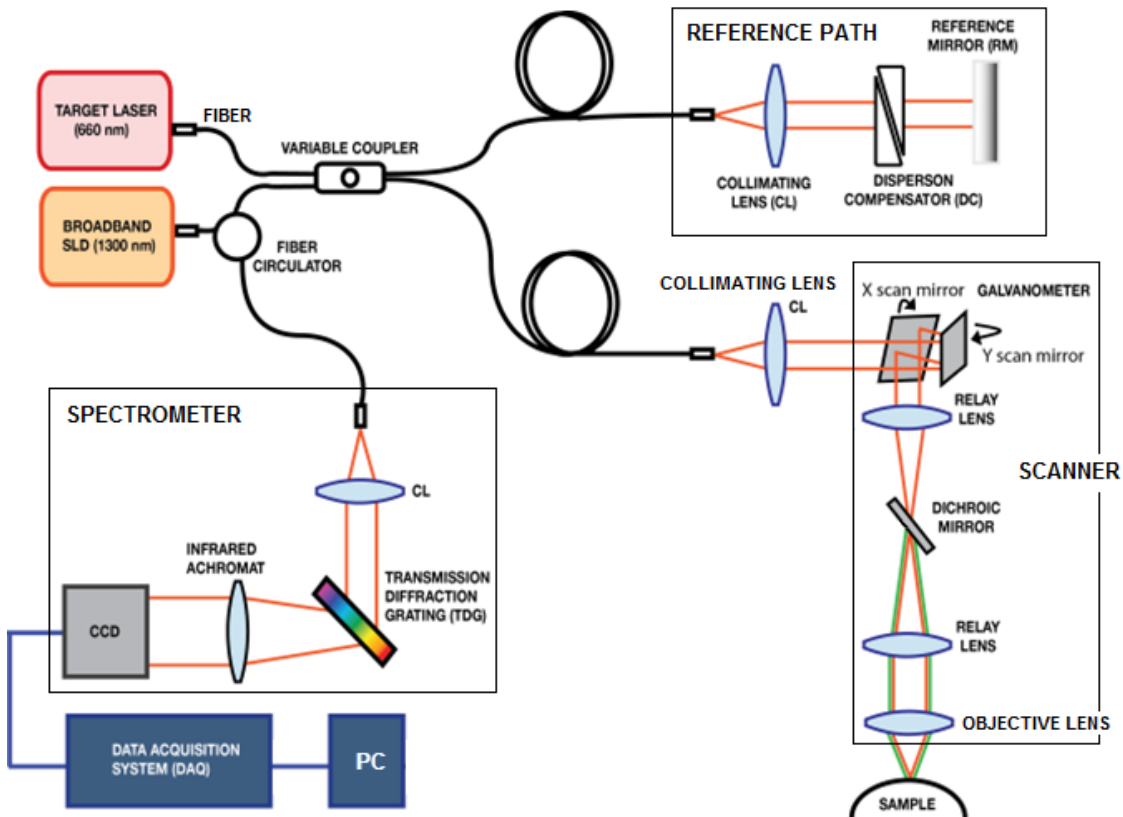 REFERENCE PATH
REFERENCE
MIRROR (RM)
TARGET LASER
(660 nm)
FIBER
VARIABLE COUPLER
COLLIMATING
LENS (CL)
DISPERSON
COMPENSATOR (DC)
BROADBAND
SLD (1300 nm)
FIBER
CIRCULATOR
COLLIMATING LENS
CL
X scan mirror
GALVANOMETER
Y scan mirror
RELAY
LENS
SCANNER
DICHROIC
MIRROR
RELAY
LENS
OBJECTIVE LENS
SAMPLE
SPECTROMETER
CL
INFRARED
ACHROMAT
TRANSMISSION
DIFFRACTION
GRATING (TDG)
CCD
DATA ACQUISITION
SYSTEM (DAQ)
PC